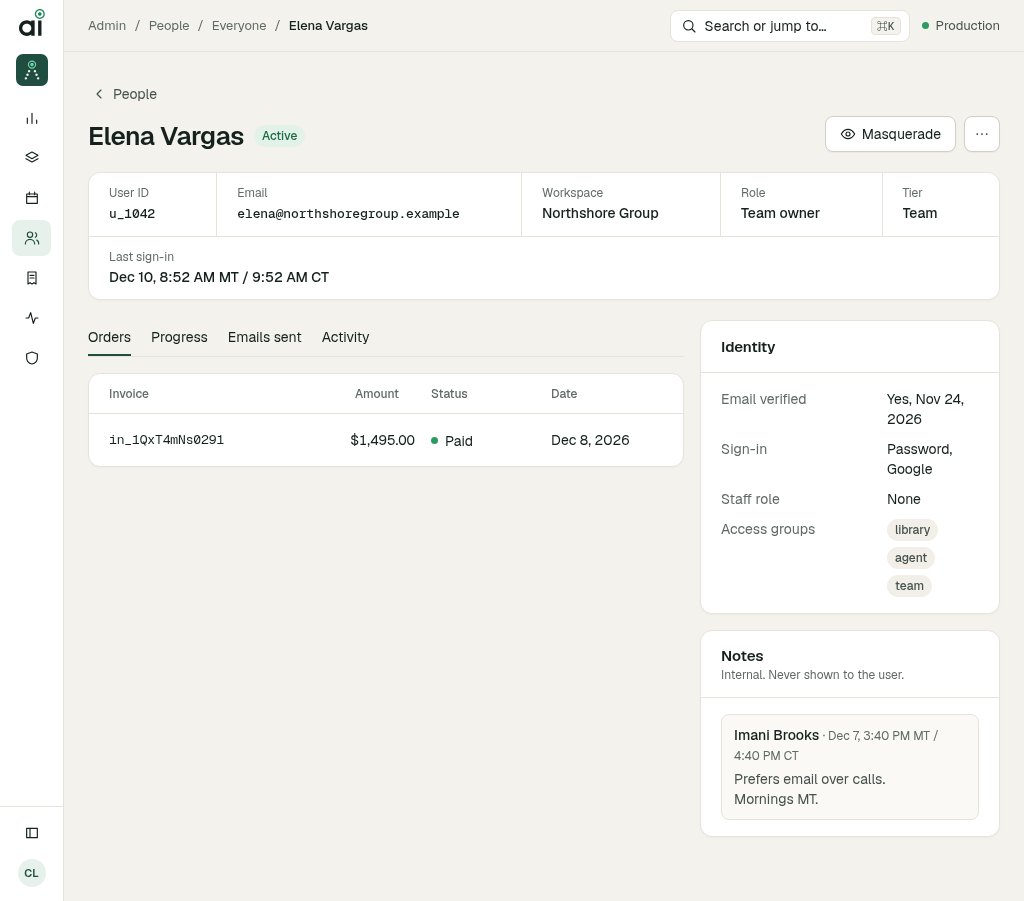 ai
Admin / People / Everyone / Elena Vargas
Search or jump to… ⌘K
Production
People
Elena Vargas Active
Masquerade
User ID Email Workspace Role Tier
u_1042 elena@northshoregroup.example Northshore Group Team owner Team
Last sign-in
Dec 10, 8:52 AM MT / 9:52 AM CT
Orders Progress Emails sent Activity
Invoice Amount Status Date
in_1QxT4mNs0291 $1,495.00 Paid Dec 8, 2026
Identity
Email verified Yes, Nov 24,
2026
Sign-in Password,
Google
Staff role None
Access groups library
agent
team
Notes
Internal. Never shown to the user.
Imani Brooks · Dec 7, 3:40 PM MT /
4:40 PM CT
Prefers email over calls.
Mornings MT.
CL